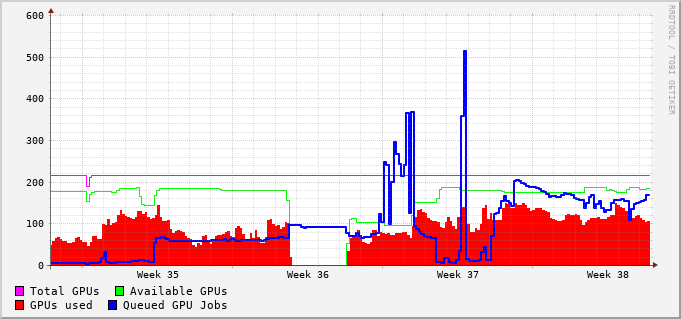 600
500
400
300
200
100
0
Week 35 Week 36 Week 37 Week 38
Total GPUs Available GPUs
GPUs used Queued GPU Jobs
RRDTOOL / TOBI OETIKER